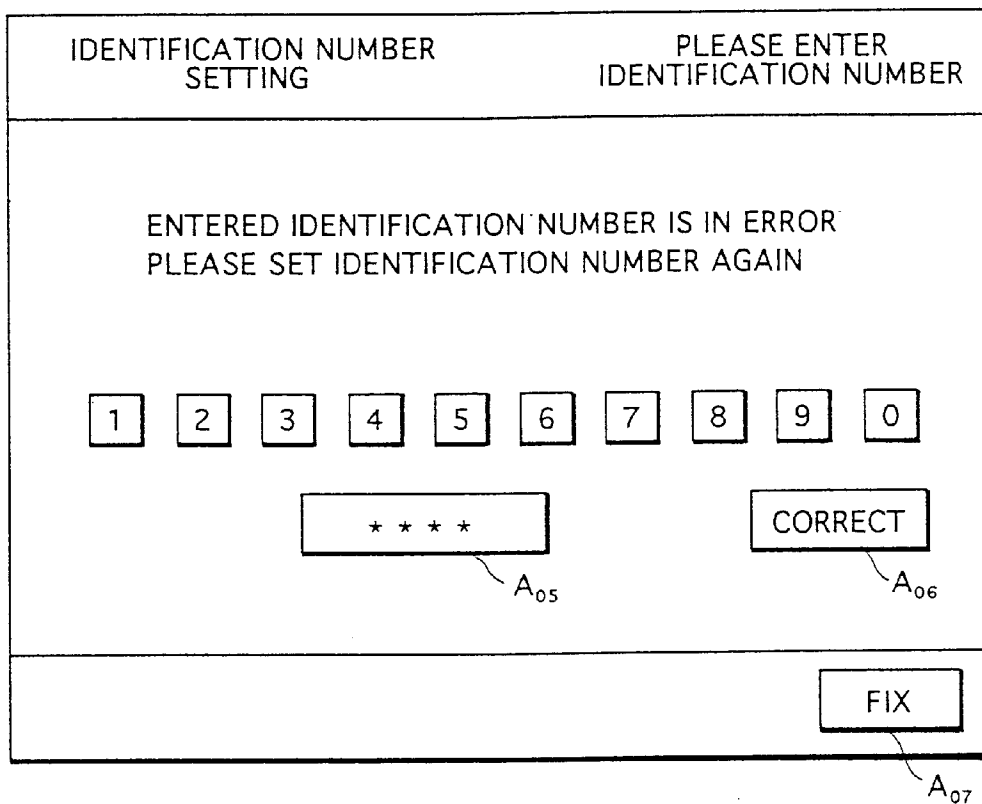 IDENTIFICATION NUMBER
SETTING
PLEASE ENTER
IDENTIFICATION NUMBER
ENTERED IDENTIFICATION NUMBER IS IN ERROR
PLEASE SET IDENTIFICATION NUMBER AGAIN
1 2 3 4 5 6 7 8 9 0
* * * * CORRECT
A05 A06
FIX
A07